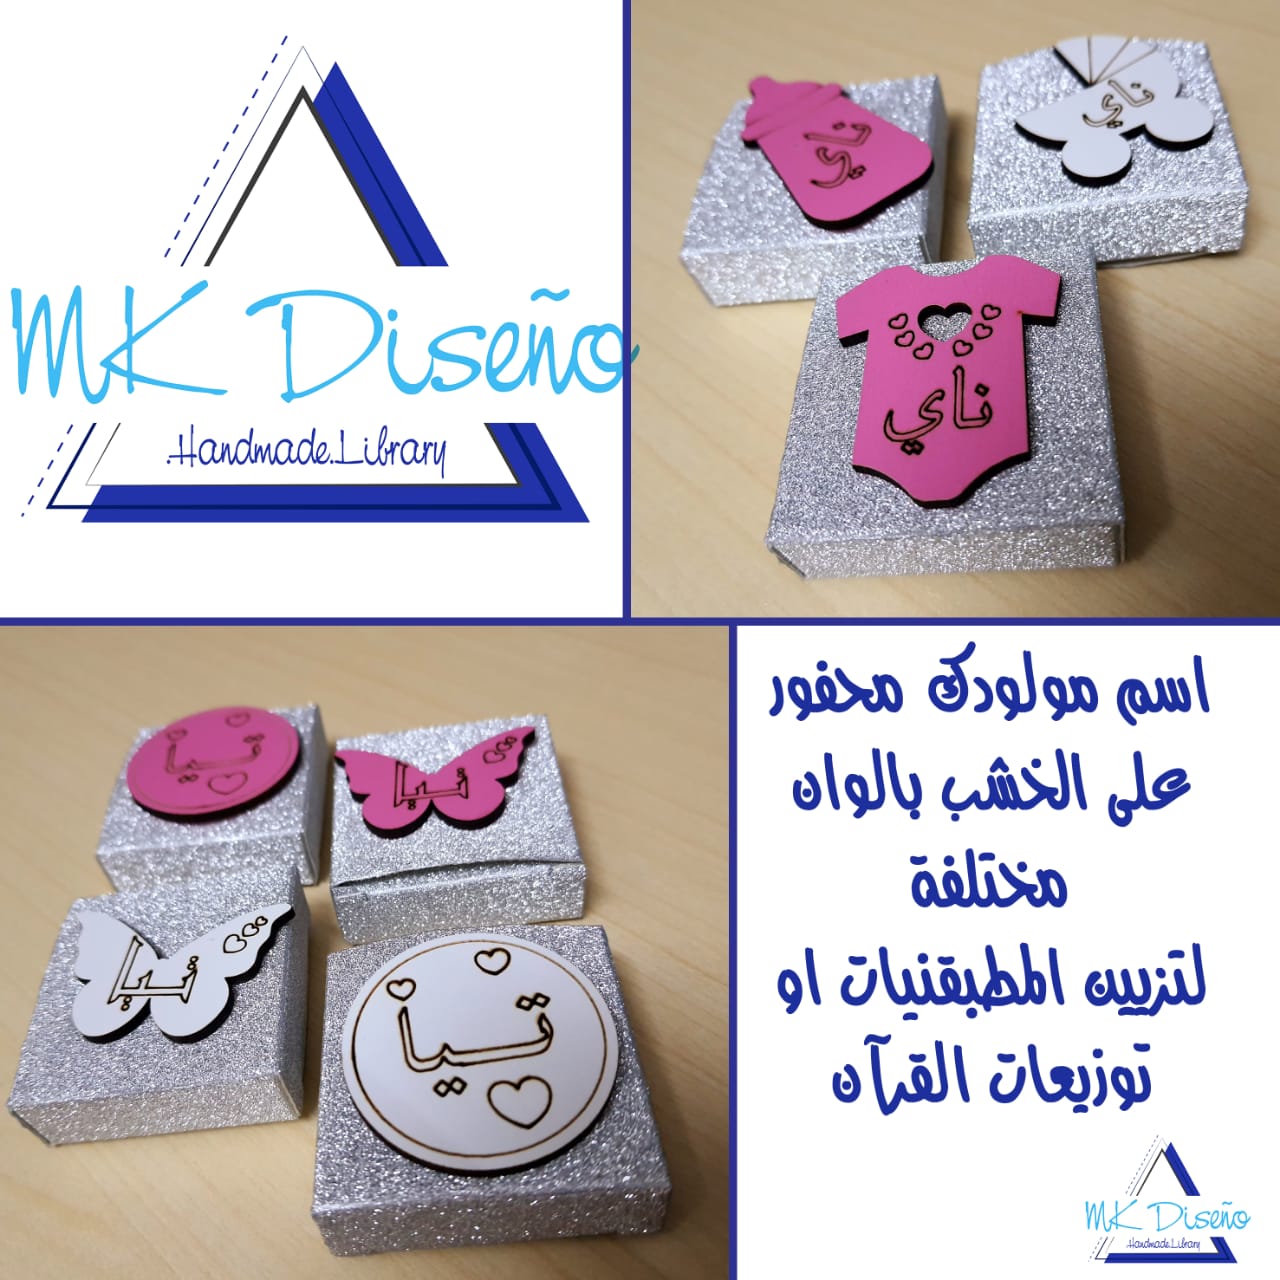 MK Diseño
.Handmade.Library
ناي
ناي
ناي
تيا
تيا
تيا
تيا
اسم مولودك محفور
على الخشب بالوان
مختلفة
لتزيين المطبقنيات او
توزيعات القرآن
MK Diseño
.Handmade.Library